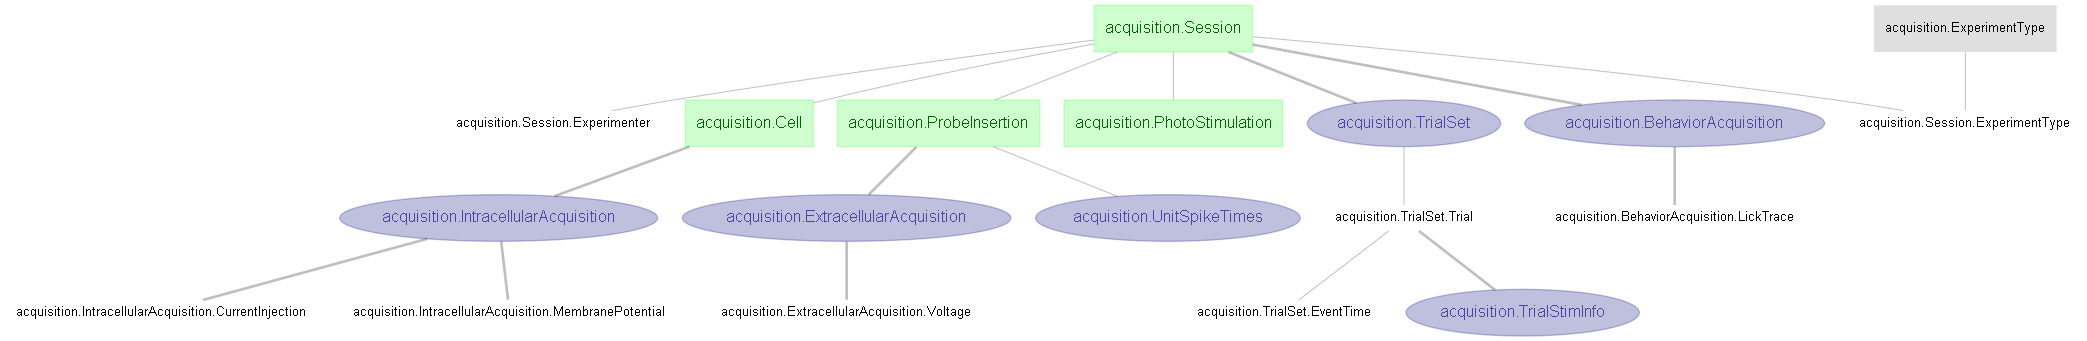 acquisition.Session
acquisition.ExperimentType
acquisition.Session.Experimenter
acquisition.Cell
acquisition.ProbeInsertion
acquisition.PhotoStimulation
acquisition.TrialSet
acquisition.BehaviorAcquisition
acquisition.Session.ExperimentType
acquisition.IntracellularAcquisition
acquisition.ExtracellularAcquisition
acquisition.UnitSpikeTimes
acquisition.TrialSet.Trial
acquisition.BehaviorAcquisition.LickTrace
acquisition.IntracellularAcquisition.CurrentInjection
acquisition.IntracellularAcquisition.MembranePotential
acquisition.ExtracellularAcquisition.Voltage
acquisition.TrialSet.EventTime
acquisition.TrialStimInfo